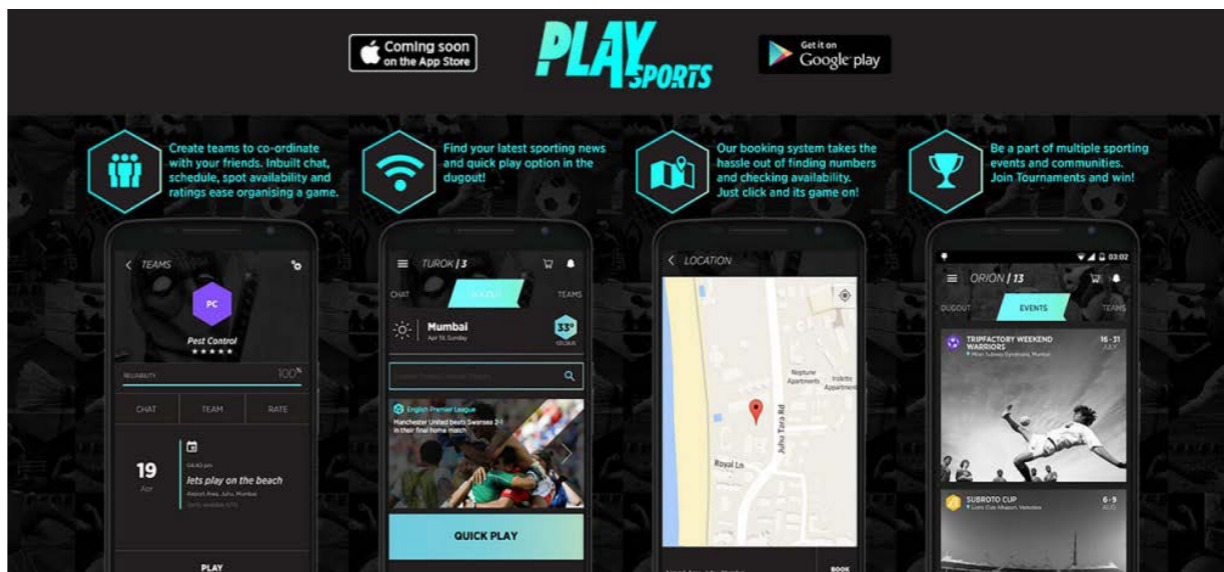 Coming soon
on the App Store
PLAY
SPORTS
Get it on
Google play
Create teams to co-ordinate
with your friends. Inbuilt chat,
schedule, spot availability and
ratings ease organising a game.
Find your latest sporting news
and quick play option in the
dugout!
Our booking system takes the
hassle out of finding numbers
and checking availability.
Just click and its game on!
Be a part of multiple sporting
events and communities.
Join Tournaments and win!
TEAMS
PC
Pest Control
RELIABILITY 100%
CHAT TEAM RATE
19
Apr
lets play on the beach
PLAY
TUROK / 3
CHAT TEAMS
Mumbai
Apr 19, Sunday
33°
CELSIUS
English Premier League
Manchester United beats Swansea 2-1
in their final home match
QUICK PLAY
LOCATION
Neptune
Apartments
Juhu Tara Rd
Royal Ln
BOOK
03:02
ORION / 13
DUGOUT EVENTS TEAMS
TRIPFACTORY WEEKEND
WARRIORS
16 - 31
JULY
SUBROTO CUP
6 - 9
AUG